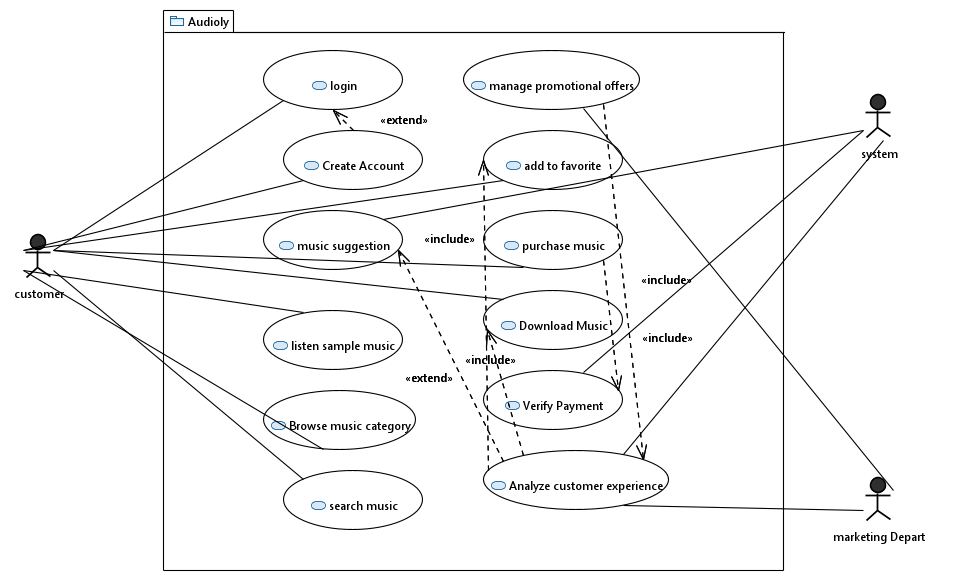 Audioly
login
manage promotional offers
«extend»
Create Account
add to favorite
system
music suggestion
«include»
purchase music
«include»
customer
Download Music
listen sample music
«include»
«include»
«extend»
Verify Payment
Browse music category
Analyze customer experience
search music
marketing Depart